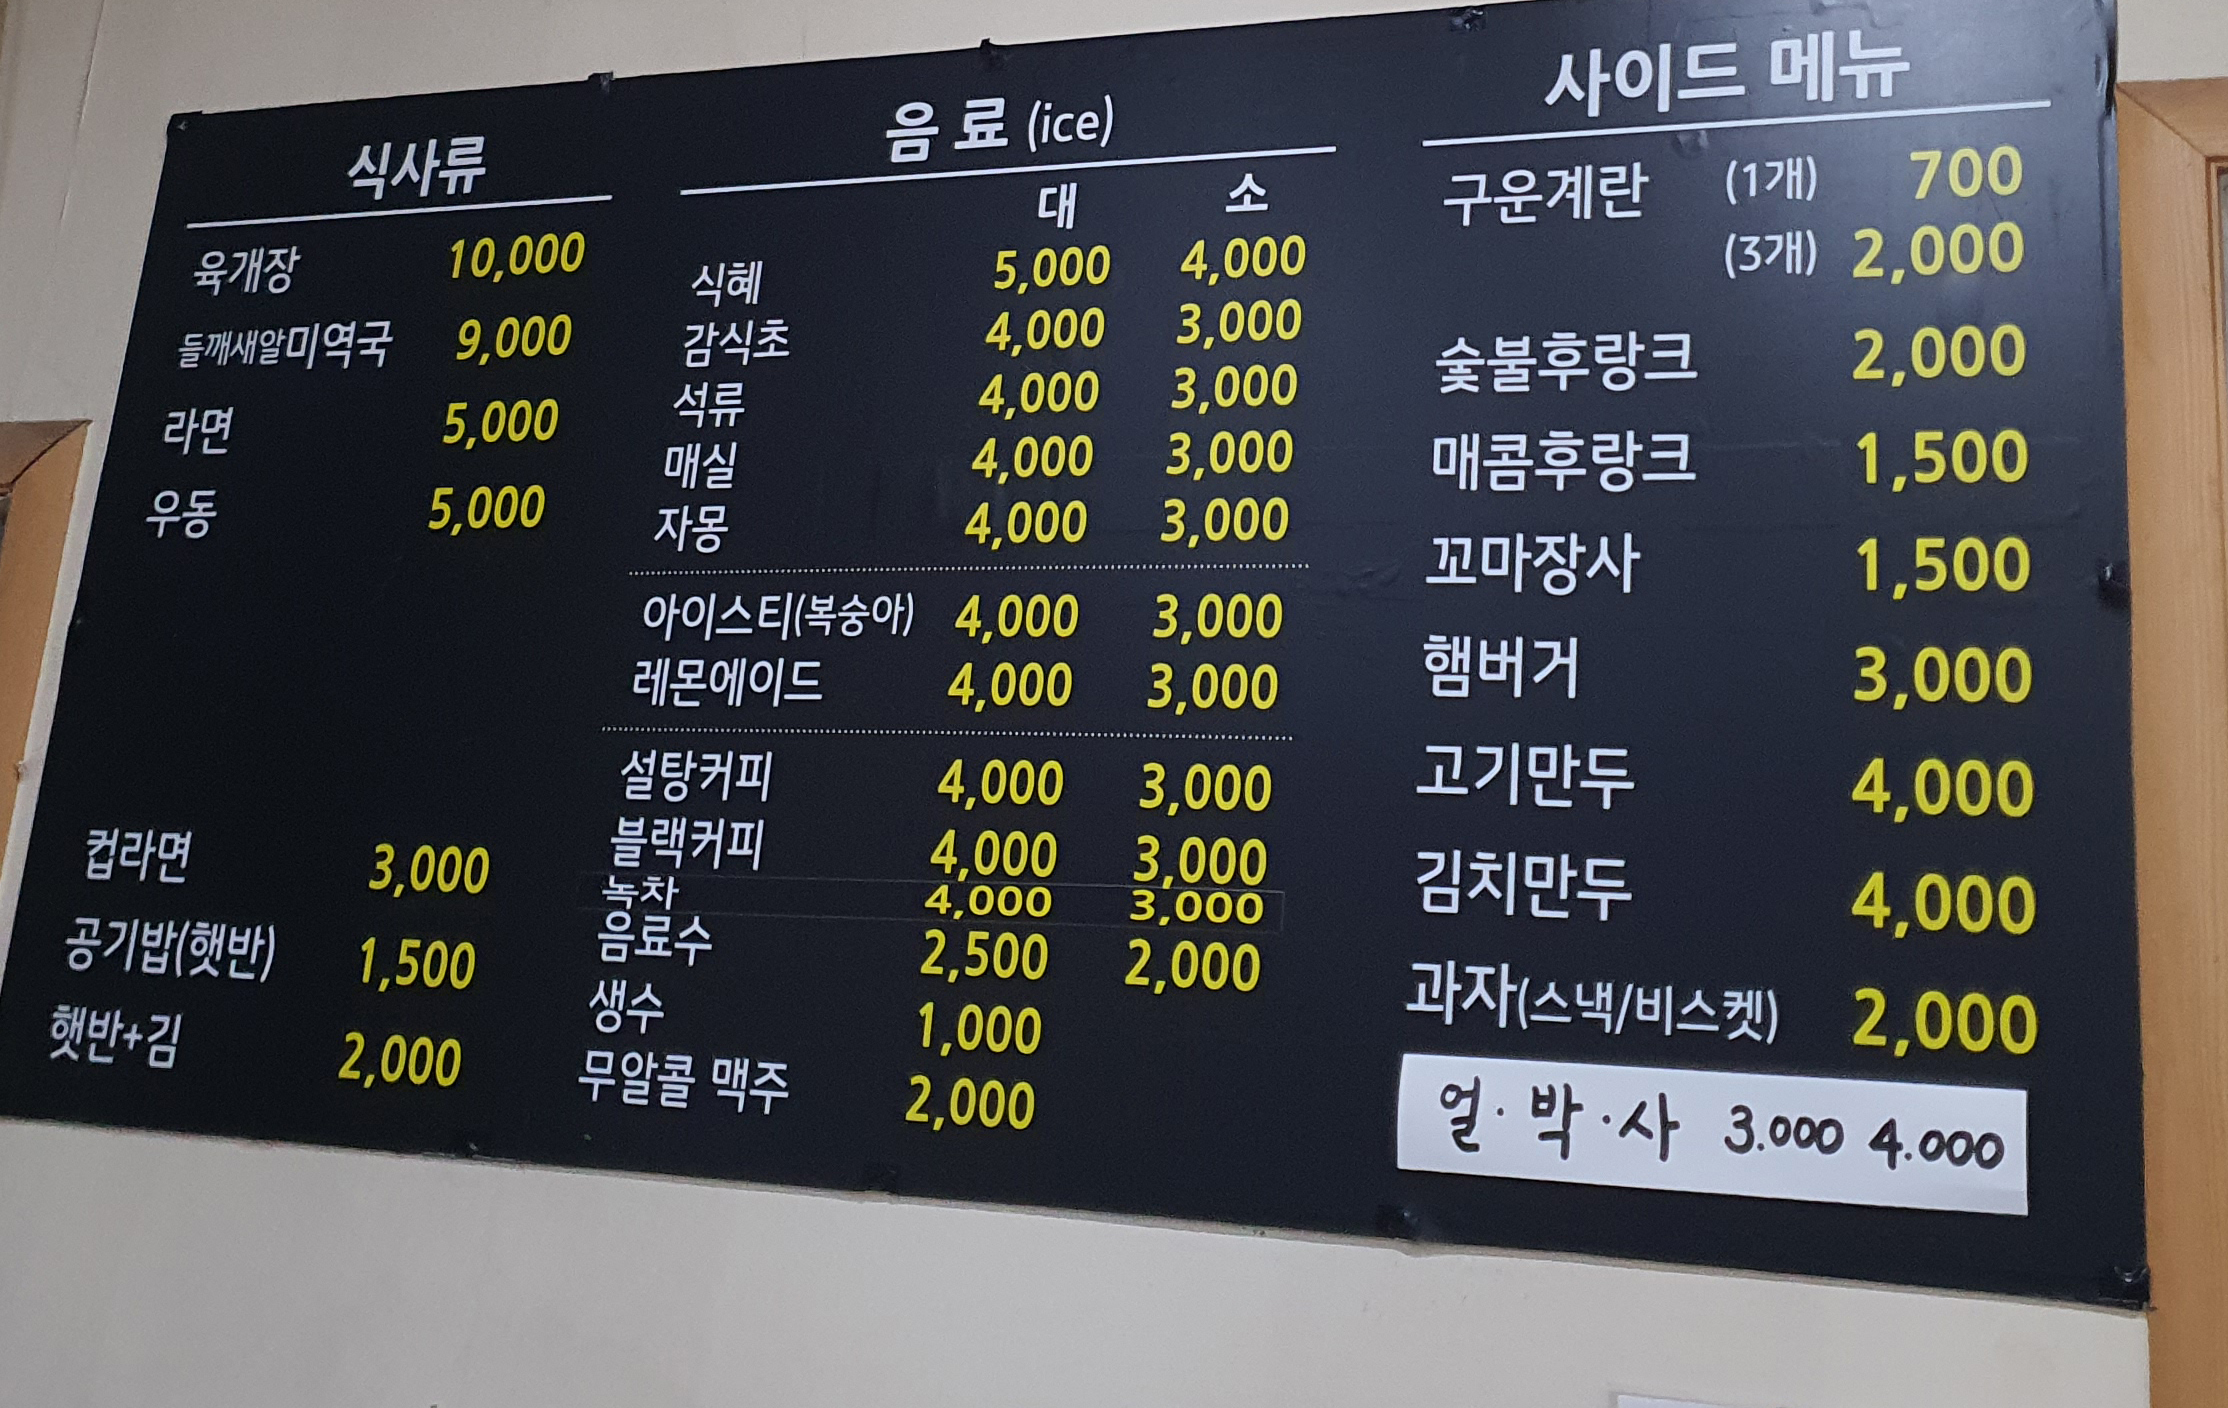 식사류
육개장 10,000
들깨새알미역국 9,000
라면 5,000
우동 5,000
컵라면 3,000
공기밥(햇반) 1,500
햇반+김 2,000
음료 (ice)
대 소
식혜 5,000 4,000
감식초 4,000 3,000
석류 4,000 3,000
매실 4,000 3,000
자몽 4,000 3,000
아이스티(복숭아) 4,000 3,000
레몬에이드 4,000 3,000
설탕커피 4,000 3,000
블랙커피 4,000 3,000
녹차 4,000 3,000
음료수 2,500 2,000
생수 1,000
무알콜 맥주 2,000
사이드 메뉴
구운계란 (1개) 700
(3개) 2,000
숯불후랑크 2,000
매콤후랑크 1,500
꼬마장사 1,500
햄버거 3,000
고기만두 4,000
김치만두 4,000
과자(스낵/비스켓) 2,000
얼·박·사 3.000 4.000